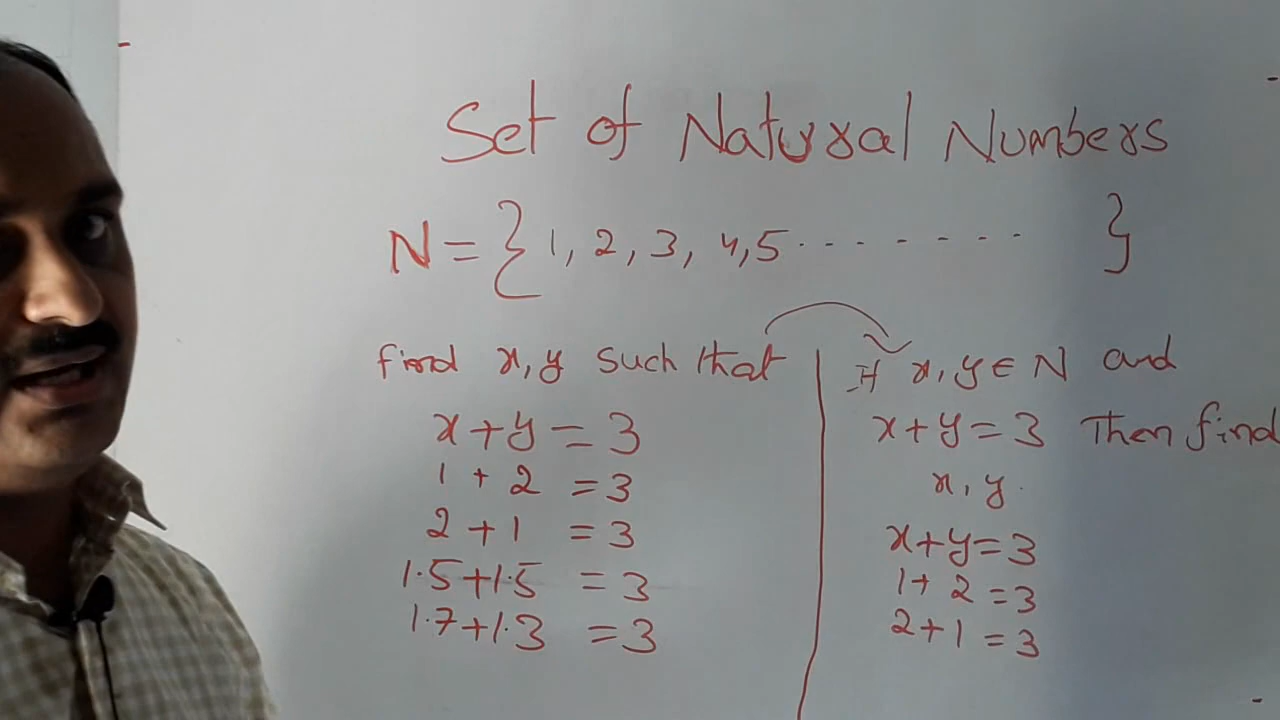 Set of Natural Numbers
N = { 1, 2, 3, 4, 5 . . . . . . . . }
find x, y such that
x + y = 3
1 + 2 = 3
2 + 1 = 3
1.5 + 1.5 = 3
1.7 + 1.3 = 3
If x, y ∈ N and
x + y = 3 Then find
x, y.
x + y = 3
1 + 2 = 3
2 + 1 = 3